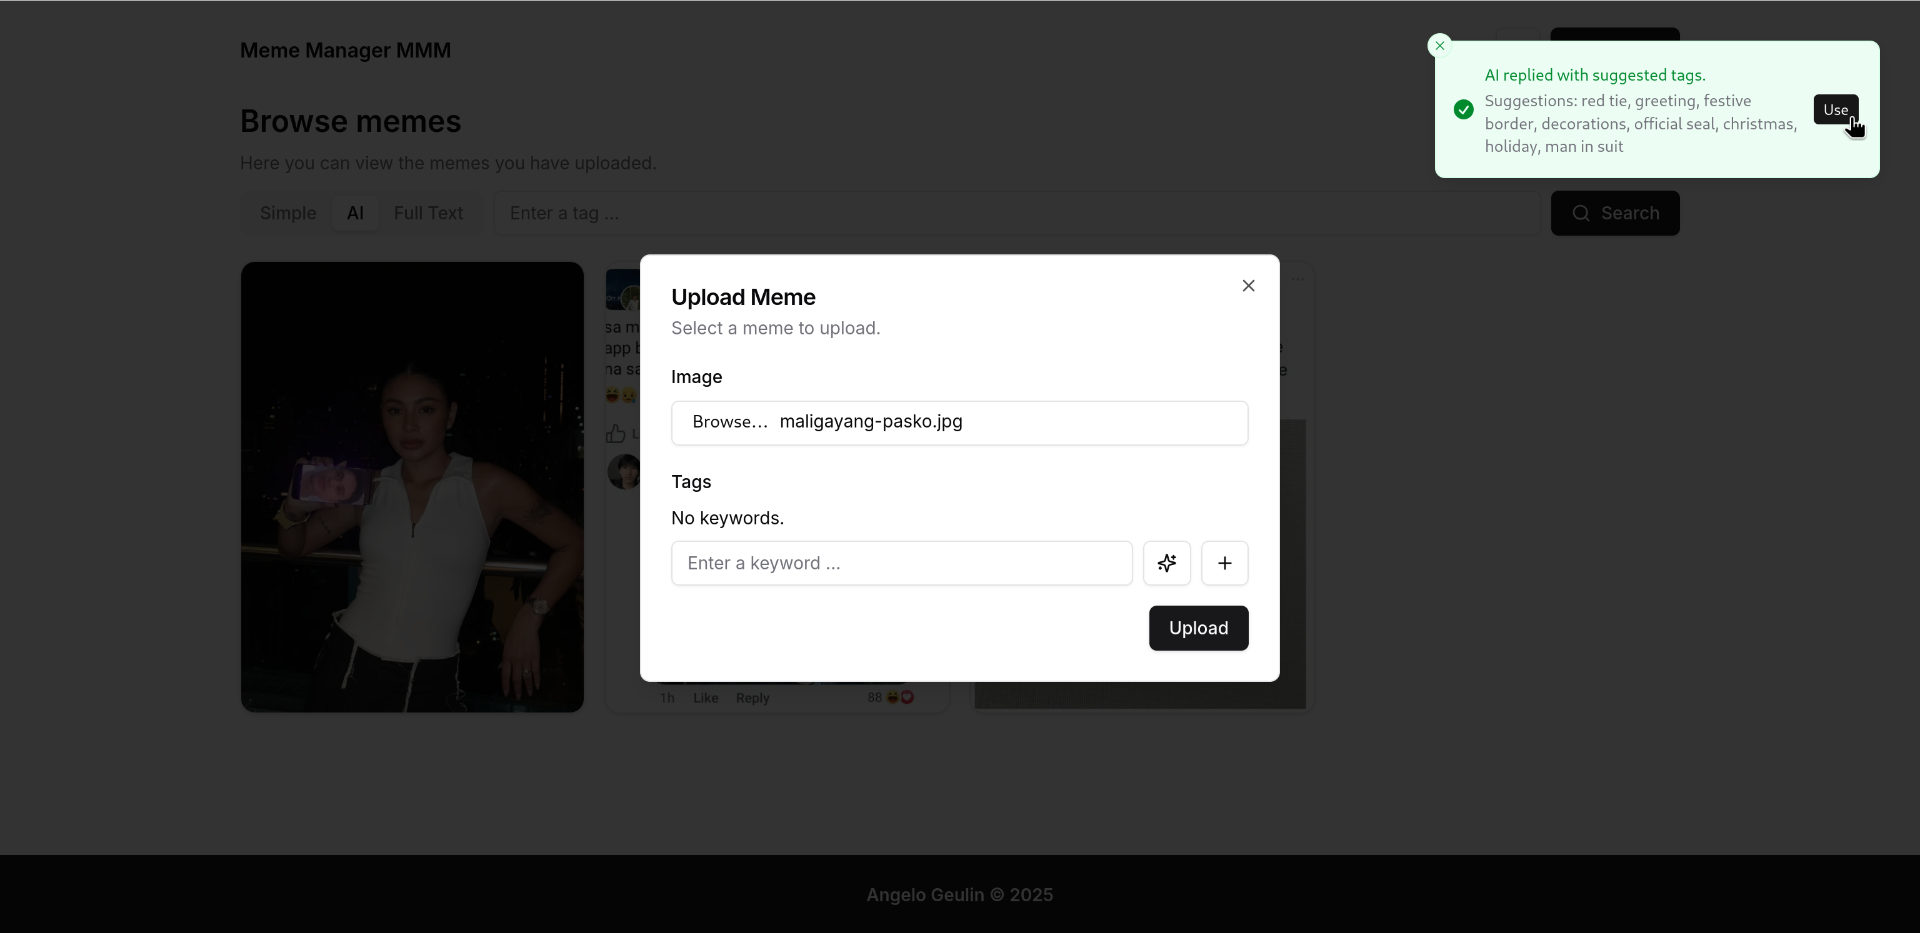 Meme Manager MMM
AI replied with suggested tags.
Suggestions: red tie, greeting, festive
border, decorations, official seal, christmas,
holiday, man in suit
Use
Browse memes
Here you can view the memes you have uploaded.
Simple
AI
Full Text
Enter a tag ...
Search
sa
app
na
Upload Meme
Select a meme to upload.
Image
Browse... maligayang-pasko.jpg
Tags
No keywords.
Enter a keyword ...
Upload
1h Like Reply 88
Angelo Geulin © 2025